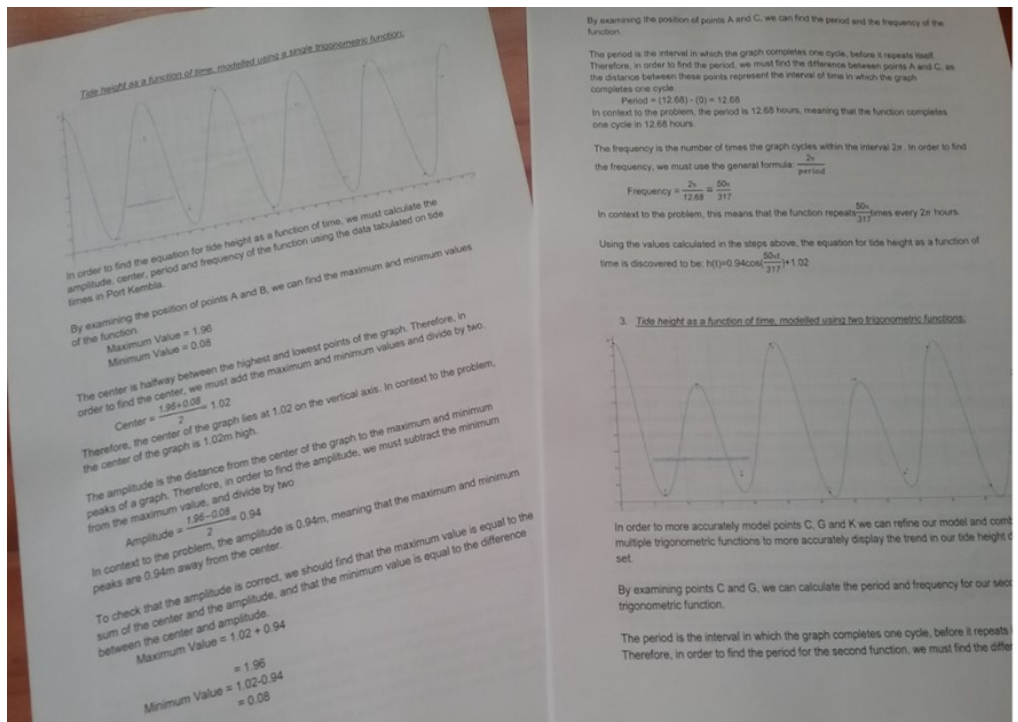 Tide height as a function of time, modelled using a single trigonometric function:
In order to find the equation for tide height as a function of time, we must calculate the
amplitude, center, period and frequency of the function using the data tabulated on tide
times in Port Kembla.
By examining the position of points A and B, we can find the maximum and minimum values
of the function.
Maximum Value = 1.96
Minimum Value = 0.08
The center is halfway between the highest and lowest points of the graph. Therefore, in
order to find the center, we must add the maximum and minimum values and divide by two.
Center = 1.96+0.08/2 = 1.02
Therefore, the center of the graph lies at 1.02 on the vertical axis. In context to the problem,
the center of the graph is 1.02m high.
The amplitude is the distance from the center of the graph to the maximum and minimum
peaks of a graph. Therefore, in order to find the amplitude, we must subtract the minimum
from the maximum value, and divide by two
Amplitude = 1.96−0.08/2 = 0.94
In context to the problem, the amplitude is 0.94m, meaning that the maximum and minimum
peaks are 0.94m away from the center.
To check that the amplitude is correct, we should find that the maximum value is equal to the
sum of the center and the amplitude, and that the minimum value is equal to the difference
between the center and amplitude.
Maximum Value = 1.02 + 0.94
= 1.96
Minimum Value = 1.02-0.94
= 0.08
By examining the position of points A and C, we can find the period and the frequency of the
function.
The period is the interval in which the graph completes one cycle, before it repeats itself.
Therefore, in order to find the period, we must find the difference between points A and C, as
the distance between these points represent the interval of time in which the graph
completes one cycle.
Period = (12.68) - (0) = 12.68
In context to the problem, the period is 12.68 hours, meaning that the function completes
one cycle in 12.68 hours.
The frequency is the number of times the graph cycles within the interval 2π. In order to find
the frequency, we must use the general formula: 2π/period
Frequency = 2π/12.68 = 50π/317
In context to the problem, this means that the function repeats 50π/317 times every 2π hours.
Using the values calculated in the steps above, the equation for tide height as a function of
time is discovered to be: h(t)=0.94cos(50πt/317)+1.02
3. Tide height as a function of time, modelled using two trigonometric functions:
In order to more accurately model points C, G and K we can refine our model and comb
multiple trigonometric functions to more accurately display the trend in our tide height d
set.
By examining points C and G, we can calculate the period and frequency for our seco
trigonometric function.
The period is the interval in which the graph completes one cycle, before it repeats
Therefore, in order to find the period for the second function, we must find the differ